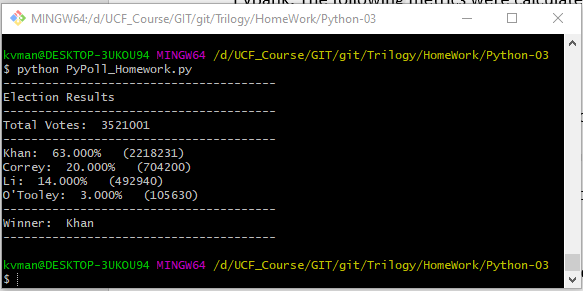 PyBank. The following metrics were calculate
MINGW64:/d/UCF_Course/GIT/git/Trilogy/HomeWork/Python-03
kvman@DESKTOP-3UKOU94 MINGW64 /d/UCF_Course/GIT/git/Trilogy/HomeWork/Python-03
$ python PyPoll_Homework.py
-----------------------------------
Election Results
-----------------------------------
Total Votes:  3521001
-----------------------------------
Khan:  63.000%   (2218231)
Correy:  20.000%   (704200)
Li:  14.000%   (492940)
O'Tooley:  3.000%   (105630)
-----------------------------------
Winner:  Khan
-----------------------------------
kvman@DESKTOP-3UKOU94 MINGW64 /d/UCF_Course/GIT/git/Trilogy/HomeWork/Python-03
$